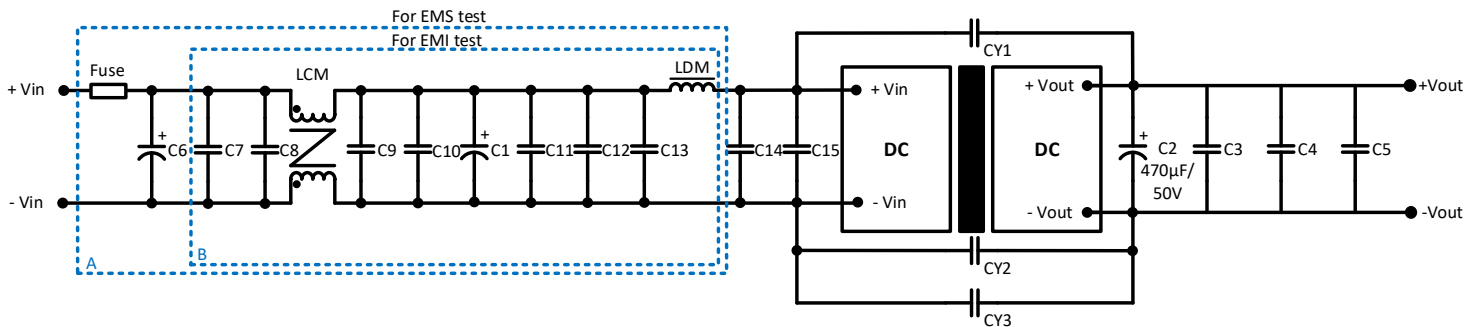 For EMS test
For EMI test
Fuse
LCM
LDM
CY1
+ Vin
+ Vin
+ Vout
+Vout
+
C6
C7
C8
C9
C10
+
C1
C11
C12
C13
C14
C15
DC
DC
+
C2
470µF/
50V
C3
C4
C5
- Vin
- Vin
- Vout
-Vout
A
B
CY2
CY3